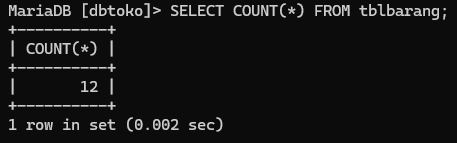 MariaDB [dbtoko]> SELECT COUNT(*) FROM tblbarang;
+----------+
| COUNT(*) |
+----------+
|       12 |
+----------+
1 row in set (0.002 sec)